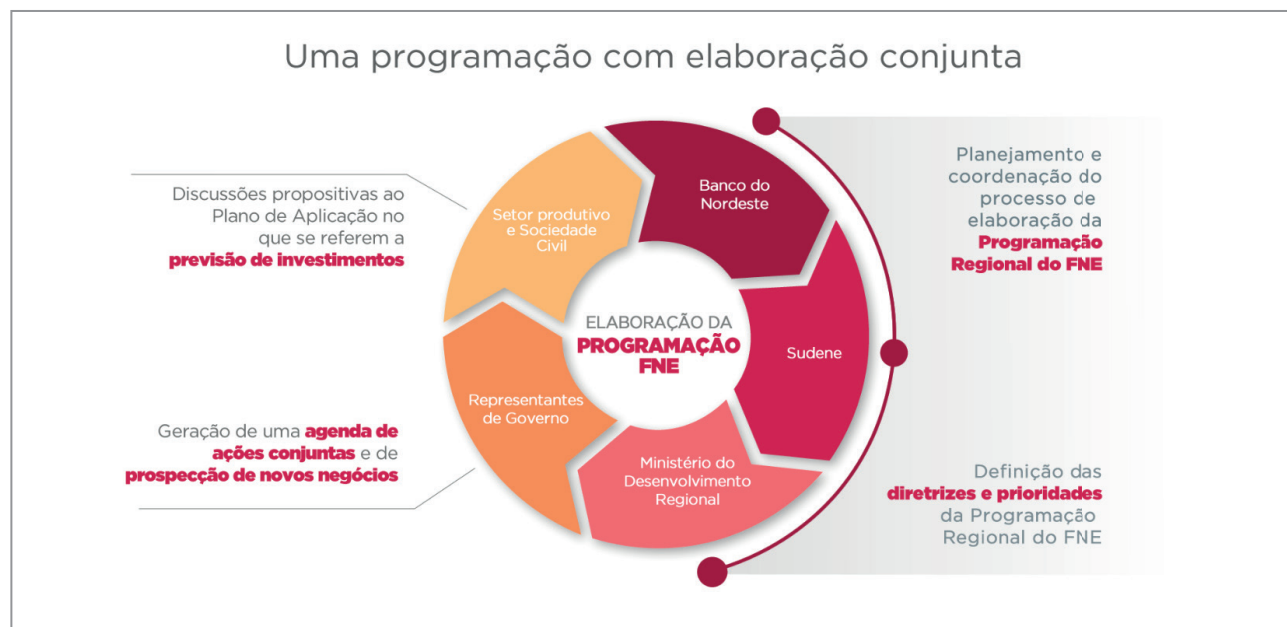 Uma programação com elaboração conjunta
Discussões propositivas ao
Plano de Aplicação no
que se referem a
previsão de investimentos
Geração de uma agenda de
ações conjuntas e de
prospecção de novos negócios
Setor produtivo
e Sociedade
Civil
Banco do
Nordeste
Sudene
Ministério do
Desenvolvimento
Regional
Representantes
de Governo
ELABORAÇÃO DA
PROGRAMAÇÃO
FNE
Planejamento e
coordenação do
processo de
elaboração da
Programação
Regional do FNE
Definição das
diretrizes e prioridades
da Programação
Regional do FNE